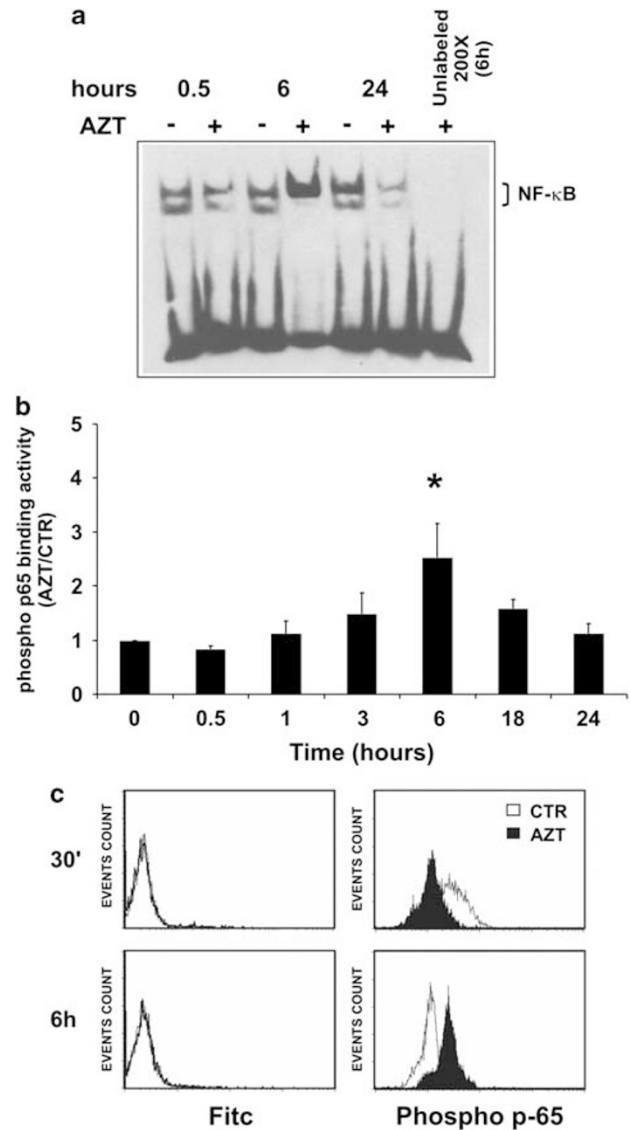 a
Unlabeled
200X
(6h)
hours 0.5 6 24
AZT - + - + - + +
NF-κB
b
phospho p65 binding activity
(AZT/CTR)
5
4
3
2
1
0
*
0 0.5 1 3 6 18 24
Time (hours)
c
30'
EVENTS COUNT
EVENTS COUNT
CTR
AZT
6h
EVENTS COUNT
EVENTS COUNT
Fitc Phospho p-65